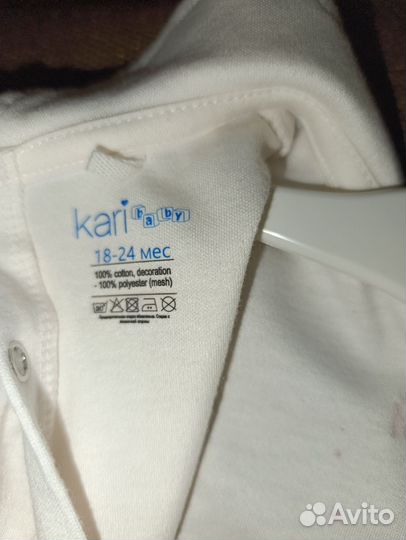 kari baby
18-24 мес
100% cotton, decoration
- 100% polyester (mesh)
Avito